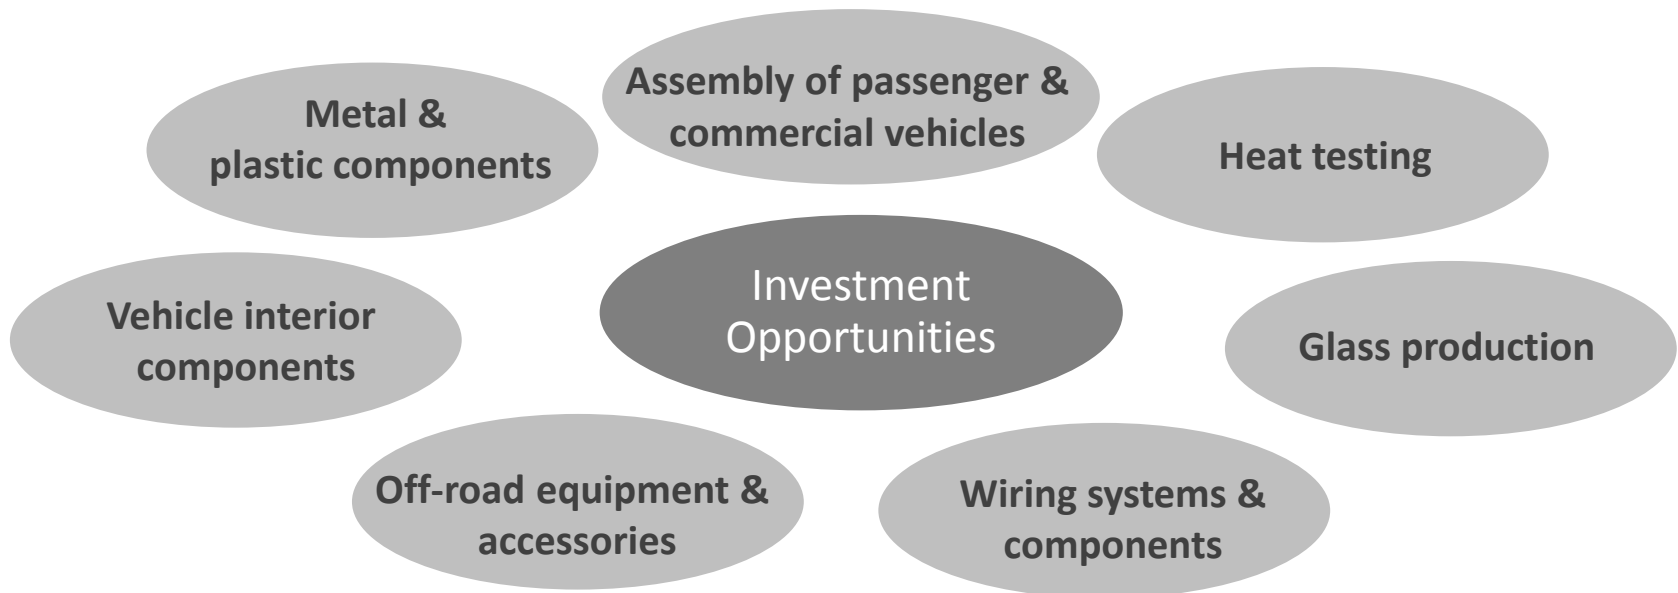 Assembly of passenger &
commercial vehicles
Metal &
plastic components
Heat testing
Investment
Opportunities
Vehicle interior
components
Glass production
Off-road equipment &
accessories
Wiring systems &
components